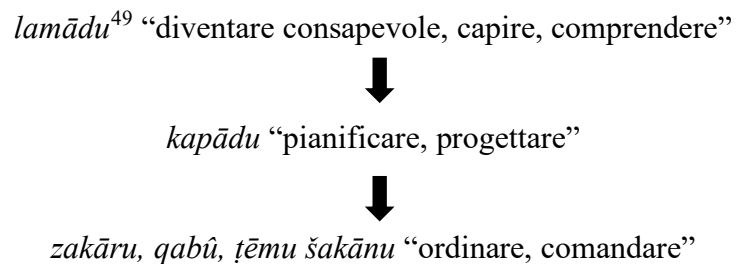 lamādu49 “diventare consapevole, capire, comprendere”
kapādu “pianificare, progettare”
zakāru, qabû, ṭēmu šakānu “ordinare, comandare”